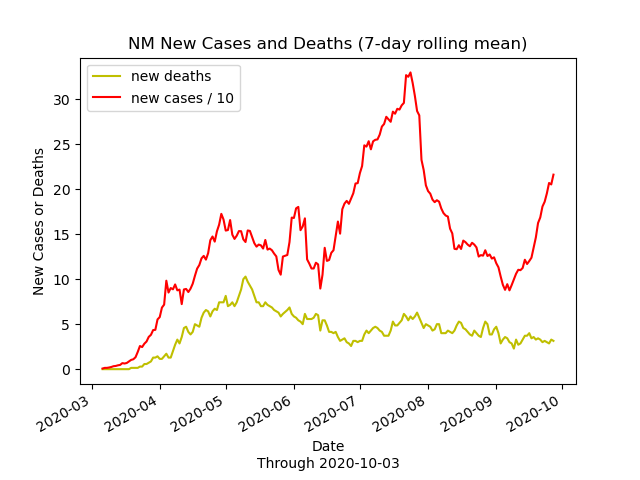 NM New Cases and Deaths (7-day rolling mean)
new deaths
new cases / 10
New Cases or Deaths
30
25
20
15
10
5
0
2020-03
2020-04
2020-05
2020-06
2020-07
2020-08
2020-09
2020-10
Date
Through 2020-10-03